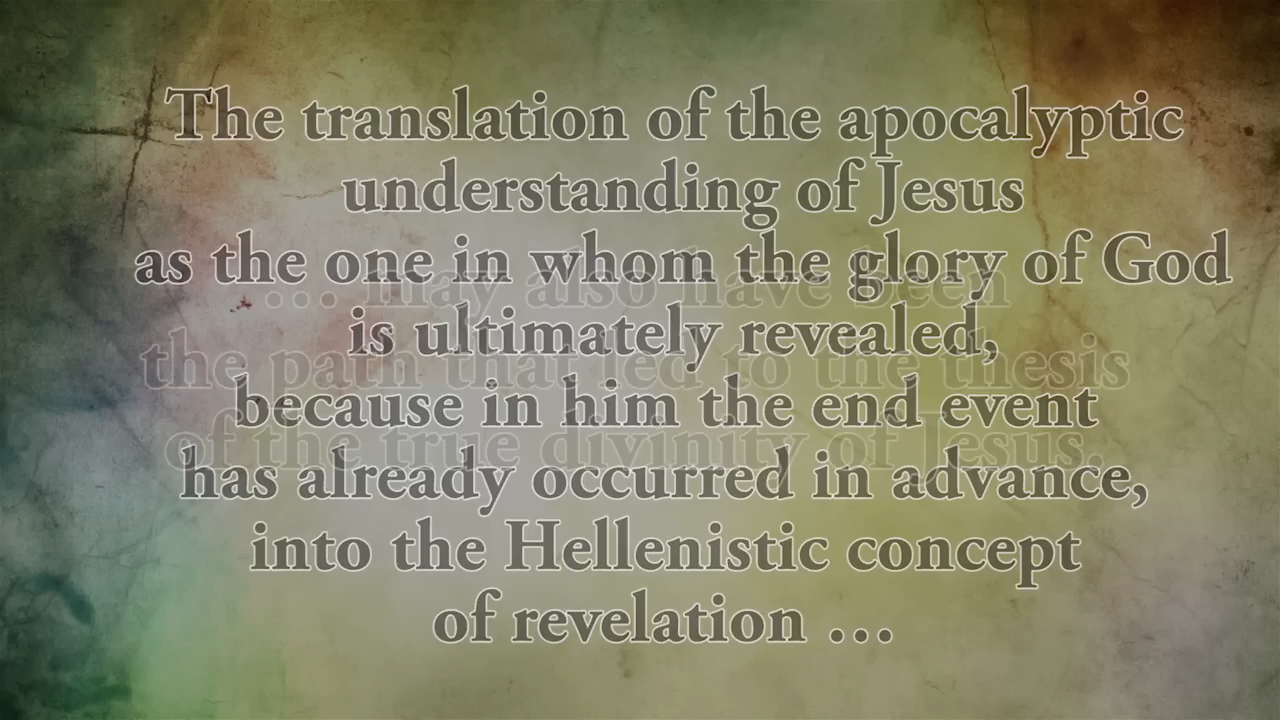 The translation of the apocalyptic
understanding of Jesus
as the one in whom the glory of God
is ultimately revealed,
because in him the end event
has already occurred in advance,
into the Hellenistic concept
of revelation …
… may also have been
the path that led to the thesis
of the true divinity of Jesus.